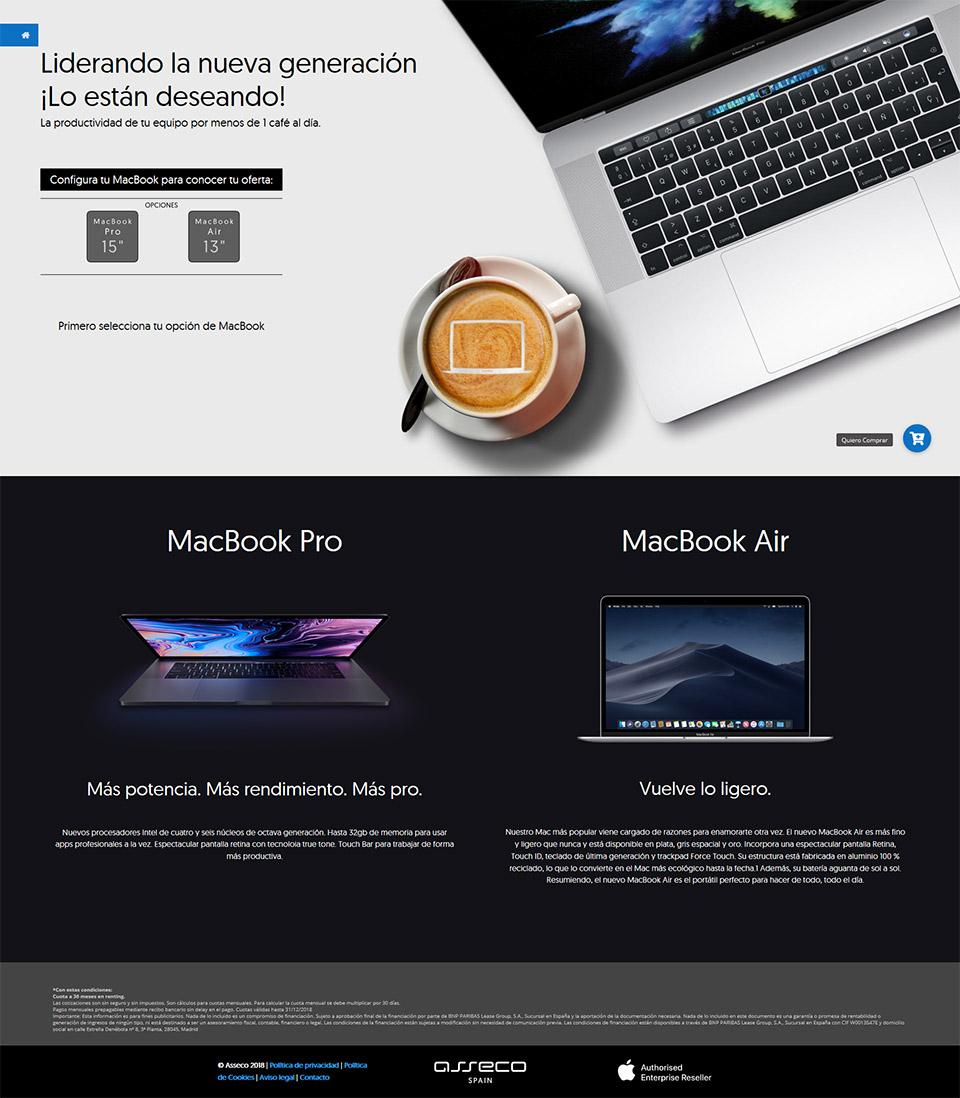 Liderando la nueva generación
¡Lo están deseando!
La productividad de tu equipo por menos de 1 café al día.
Configura tu MacBook para conocer tu oferta:
OPCIONES
MacBook
Pro
15"
MacBook
Air
13"
Primero selecciona tu opción de MacBook
Quiero Comprar
MacBook Pro
MacBook Air
Más potencia. Más rendimiento. Más pro.
Nuevos procesadores Intel de cuatro y seis núcleos de octava generación. Hasta 32gb de memoria para usar
apps profesionales a la vez. Espectacular pantalla retina con tecnoloia true tone. Touch Bar para trabajar de forma
más productiva.
Vuelve lo ligero.
Nuestro Mac más popular viene cargado de razones para enamorarte otra vez. El nuevo MacBook Air es más fino
y ligero que nunca y está disponible en plata, gris espacial y oro. Incorpora una espectacular pantalla Retina,
Touch ID, teclado de última generación y trackpad Force Touch. Su estructura está fabricada en aluminio 100 %
reciclado, lo que lo convierte en el Mac más ecológico hasta la fecha.1 Además, su batería aguanta de sol a sol.
Resumiendo, el nuevo MacBook Air es el portátil perfecto para hacer de todo, todo el día.
*Con estas condiciones:
Cuota a 36 meses en renting.
Las cotizaciones son sin seguro y sin impuestos. Son cálculos para cuotas mensuales. Para calcular la cuota mensual se debe multiplicar por 30 días.
Pagos mensuales prepagables mediante recibo bancario sin delay en el pago. Cuotas válidas hasta 31/12/2018
Importante: Esta información es para fines publicitarios. Nada de lo incluido es un compromiso de financiación. Sujeto a aprobación final de la financiación por parte de BNP PARIBAS Lease Group, S.A., Sucursal en España y la aportación de la documentación necesaria. Nada de lo incluido en este documento es una garantía o promesa de rentabilidad o
generación de ingresos de ningún tipo, ni está destinado a ser un asesoramiento fiscal, contable, financiero o legal. Las condiciones de la financiación están sujetas a modificación sin necesidad de comunicación previa. Las condiciones de financiación están disponibles a través de BNP PARIBAS Lease Group, S.A., Sucursal en España con CIF W0013547E y domicilio
social en calle Estrella Denébola nº 8, 3ª Planta, 28045, Madrid
© Asseco 2018 | Política de privacidad | Política
de Cookies | Aviso legal | Contacto
asseco
SPAIN
Authorised
Enterprise Reseller